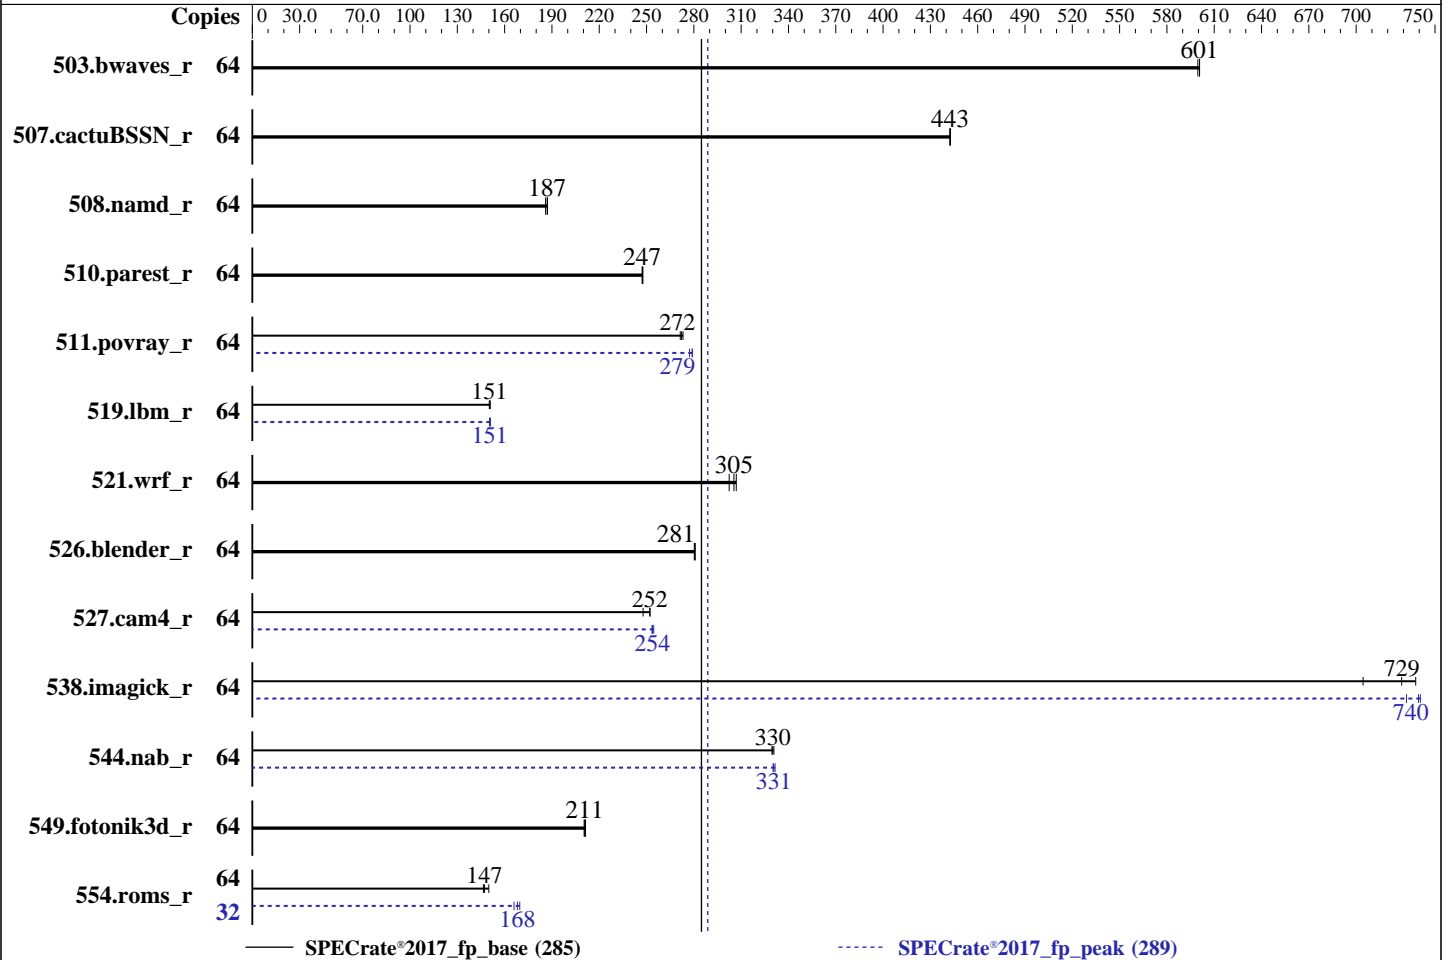 Copies 0 30.0 70.0 100 130 160 190 220 250 280 310 340 370 400 430 460 490 520 550 580 610 640 670 700 750
601
503.bwaves_r 64
443
507.cactuBSSN_r 64
187
508.namd_r 64
247
510.parest_r 64
272
511.povray_r 64
279
151
519.lbm_r 64
151
305
521.wrf_r 64
281
526.blender_r 64
252
527.cam4_r 64
254
729
538.imagick_r 64
740
330
544.nab_r 64
331
211
549.fotonik3d_r 64
147
64
554.roms_r
32
168
SPECrate®2017_fp_base (285) SPECrate®2017_fp_peak (289)